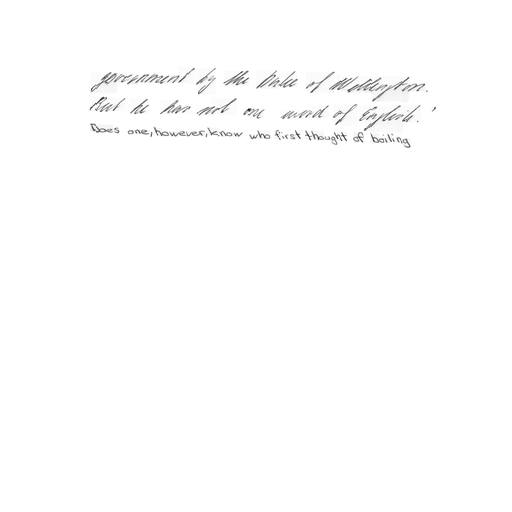 government by the Duke of Wellington.
But he has not one word of English.'
Does one, however, know who first thought of boiling